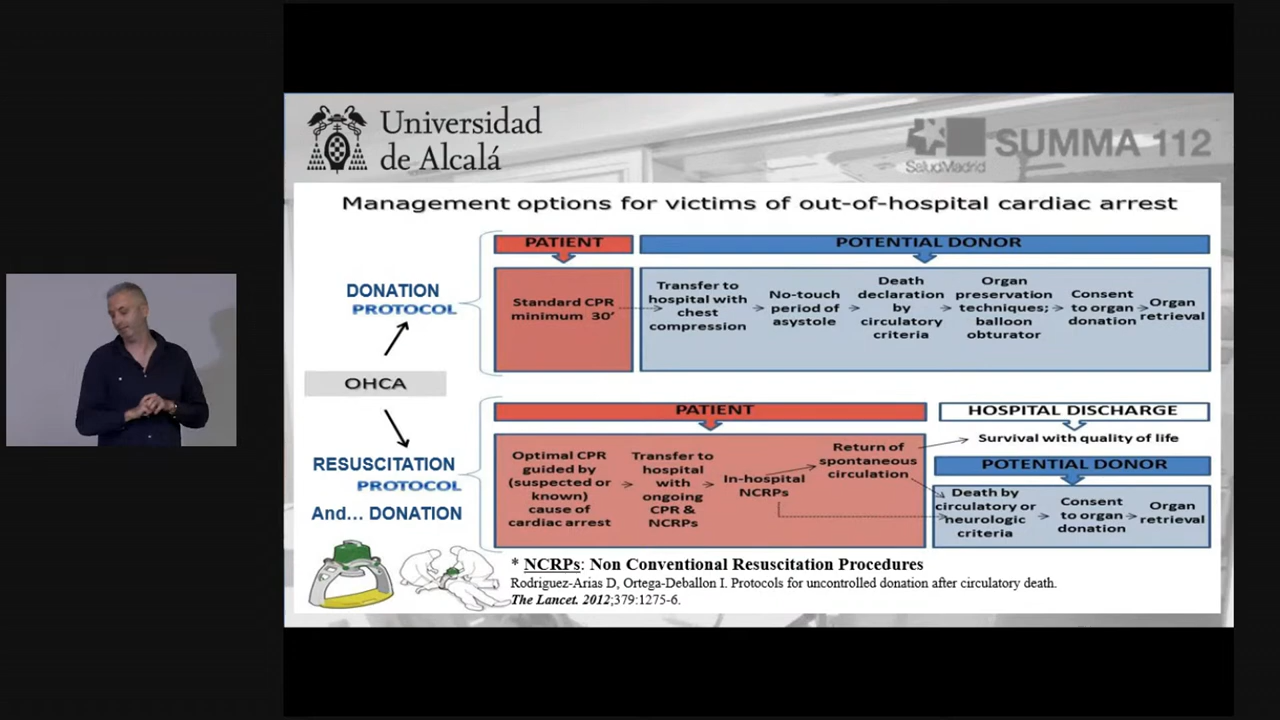 Universidad
de Alcalá
SaludMadrid
SUMMA 112
Management options for victims of out-of-hospital cardiac arrest
PATIENT
POTENTIAL DONOR
DONATION
PROTOCOL
Standard CPR
minimum 30'
Transfer to
hospital with
chest
compression
No-touch
period of
asystole
Death
declaration
by
circulatory
criteria
Organ
preservation
techniques;
balloon
obturator
Consent
to organ
donation
Organ
retrieval
OHCA
RESUSCITATION
PROTOCOL
And... DONATION
PATIENT
HOSPITAL DISCHARGE
Optimal CPR
guided by
(suspected or
known)
cause of
cardiac arrest
Transfer to
hospital
with
ongoing
CPR &
NCRPs
In-hospital
NCRPs
Return of
spontaneous
circulation
Survival with quality of life
POTENTIAL DONOR
Death by
circulatory or
neurologic
criteria
Consent
to organ
donation
Organ
retrieval
* NCRPs: Non Conventional Resuscitation Procedures
Rodriguez-Arias D, Ortega-Deballon I. Protocols for uncontrolled donation after circulatory death.
The Lancet. 2012;379:1275-6.